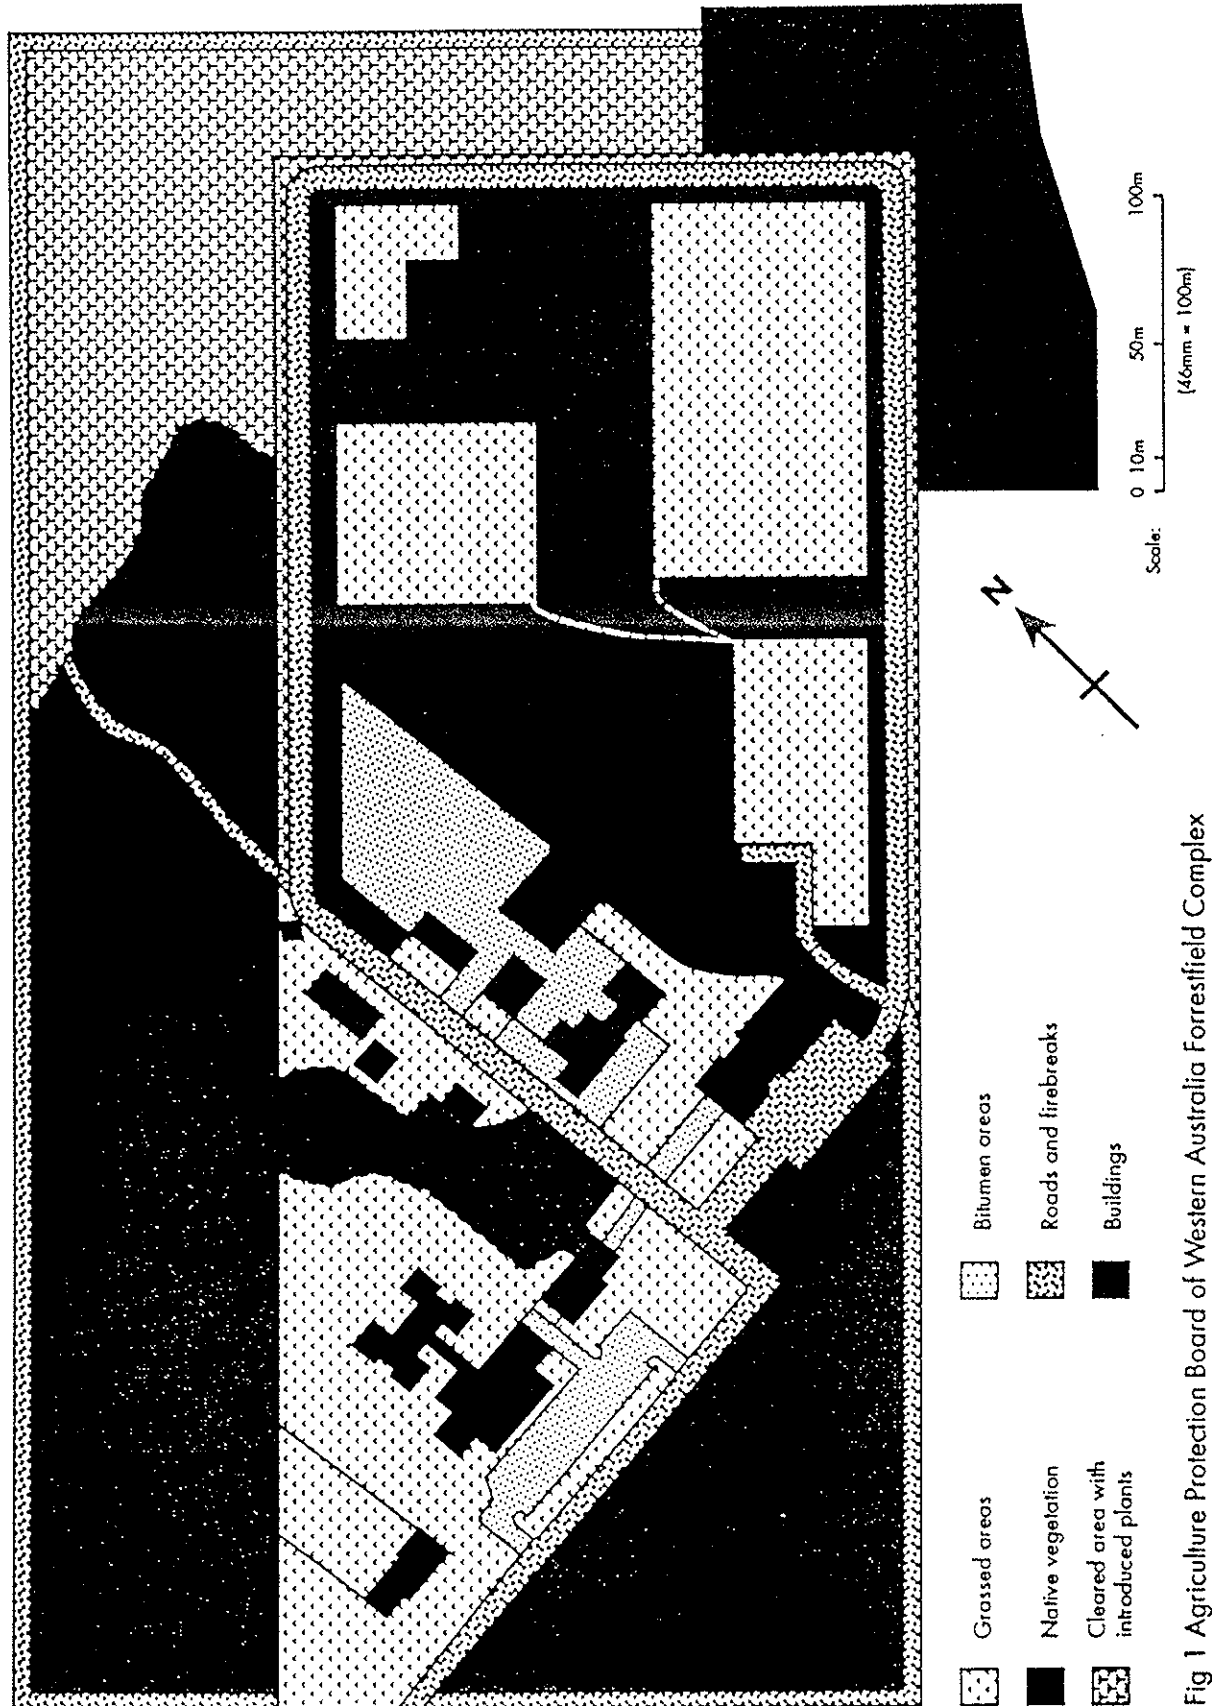 N
Scale:
0 10m 50m 100m
(46mm = 100m)
Grassed areas
Native vegetation
Cleared area with
introduced plants
Bitumen areas
Roads and firebreaks
Buildings
Fig 1 Agriculture Protection Board of Western Australia Forrestfield Complex